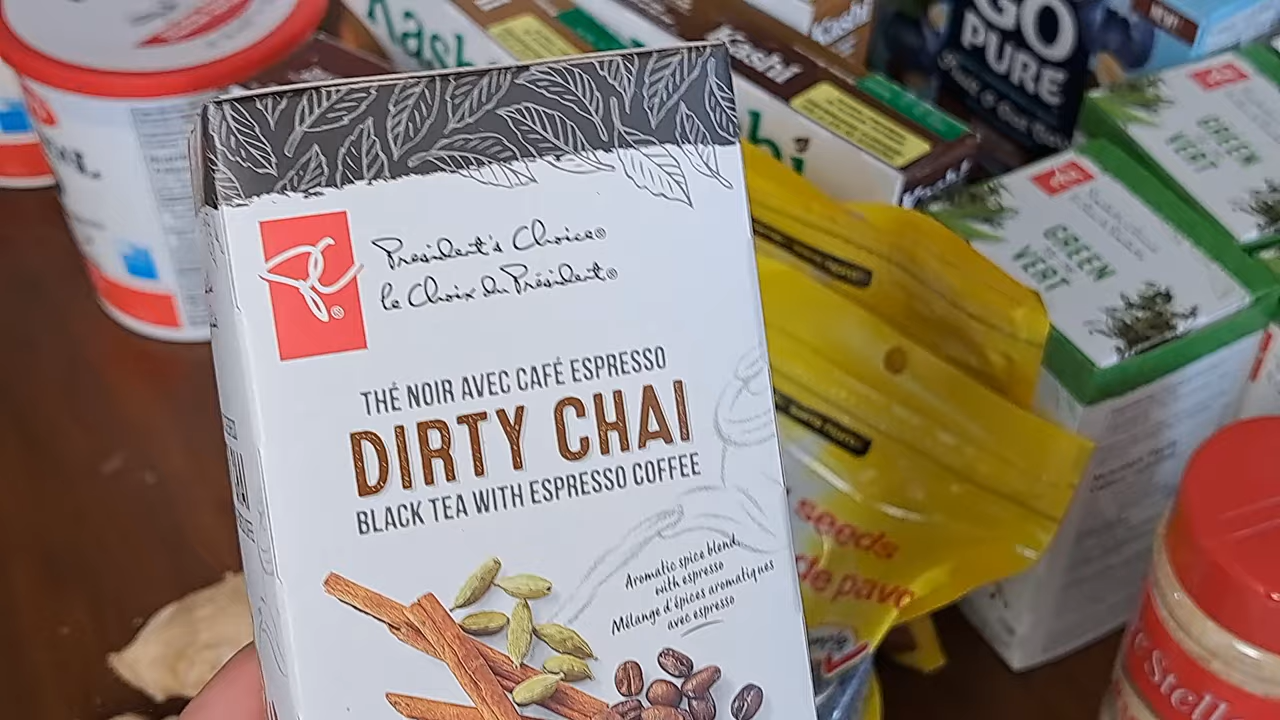 President's Choice®
le Choix du Président®
THÉ NOIR AVEC CAFÉ ESPRESSO
DIRTY CHAI
BLACK TEA WITH ESPRESSO COFFEE
Aromatic spice blend
with espresso
Mélange d'épices aromatiques
avec espresso
Kashi
Kashi
GO
PURE
GREEN
VERT
GREEN
VERT
seeds
de pavo